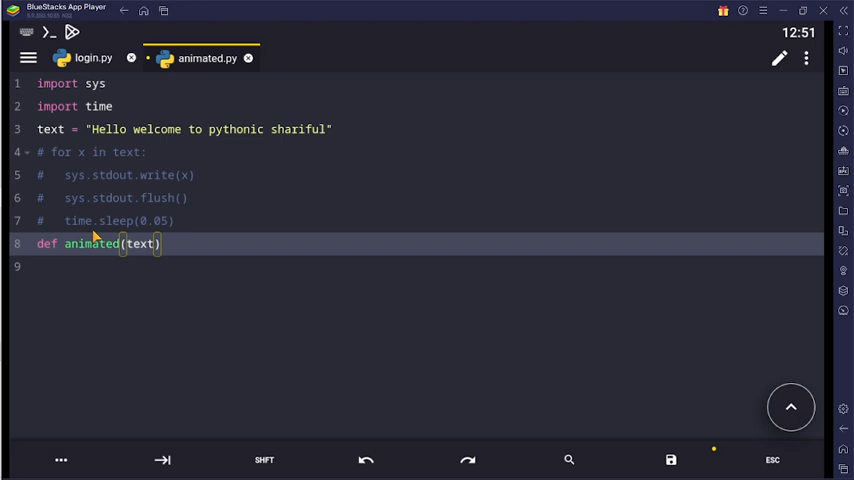 BlueStacks App Player
12:51
login.py
animated.py
1 import sys
2 import time
3 text = "Hello welcome to pythonic shariful"
4 # for x in text:
5 #   sys.stdout.write(x)
6 #   sys.stdout.flush()
7 #   time.sleep(0.05)
8 def animated(text)
9
SHFT
ESC